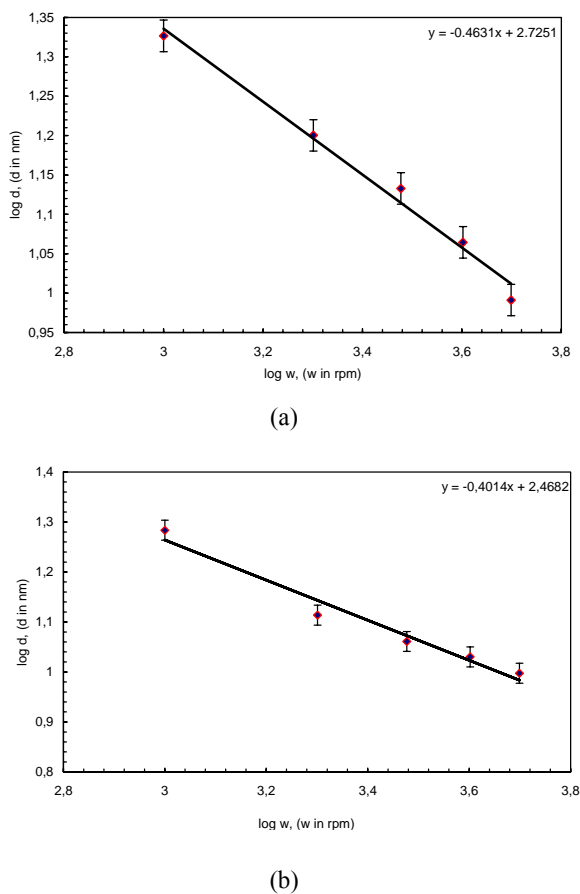 1,35
y = -0.4631x + 2.7251
1,3
1,25
1,2
1,15
1,1
1,05
1
0,95
log d, (d in nm)
2,8 3 3,2 3,4 3,6 3,8
log w, (w in rpm)
(a)
1,4
y = -0,4014x + 2,4682
1,3
1,2
1,1
1
0,9
0,8
log d, (d in nm)
2,8 3 3,2 3,4 3,6 3,8
log w, (w in rpm)
(b)